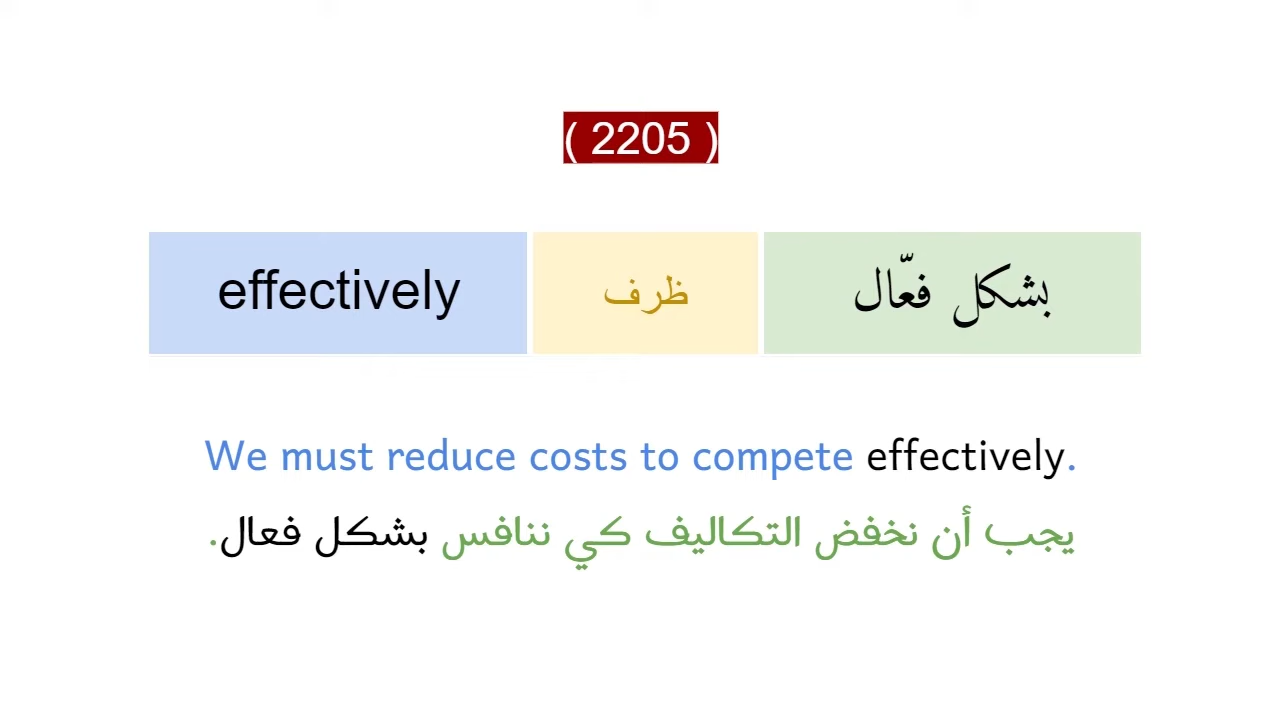 ( 2205 )
effectively ظرف بشكل فعّال
We must reduce costs to compete effectively.
يجب أن نخفض التكاليف كي ننافس بشكل فعال.